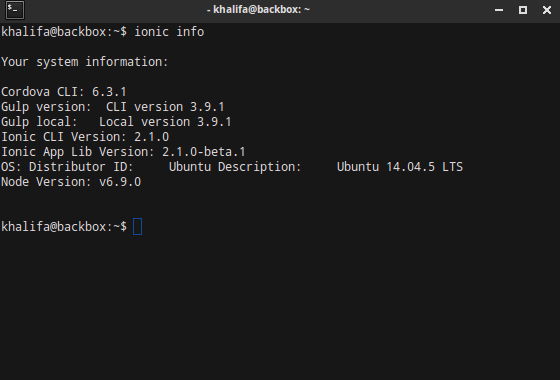 - khalifa@backbox: ~
khalifa@backbox:~$ ionic info
Your system information:
Cordova CLI: 6.3.1
Gulp version:  CLI version 3.9.1
Gulp local:   Local version 3.9.1
Ionic CLI Version: 2.1.0
Ionic App Lib Version: 2.1.0-beta.1
OS: Distributor ID:     Ubuntu Description:     Ubuntu 14.04.5 LTS
Node Version: v6.9.0
khalifa@backbox:~$